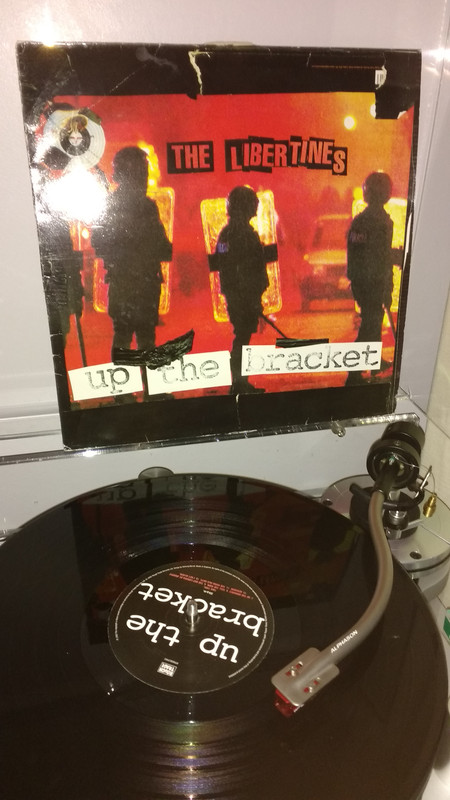 THE LIBERTINES
up the bracket
up the
bracket
ALPHASON